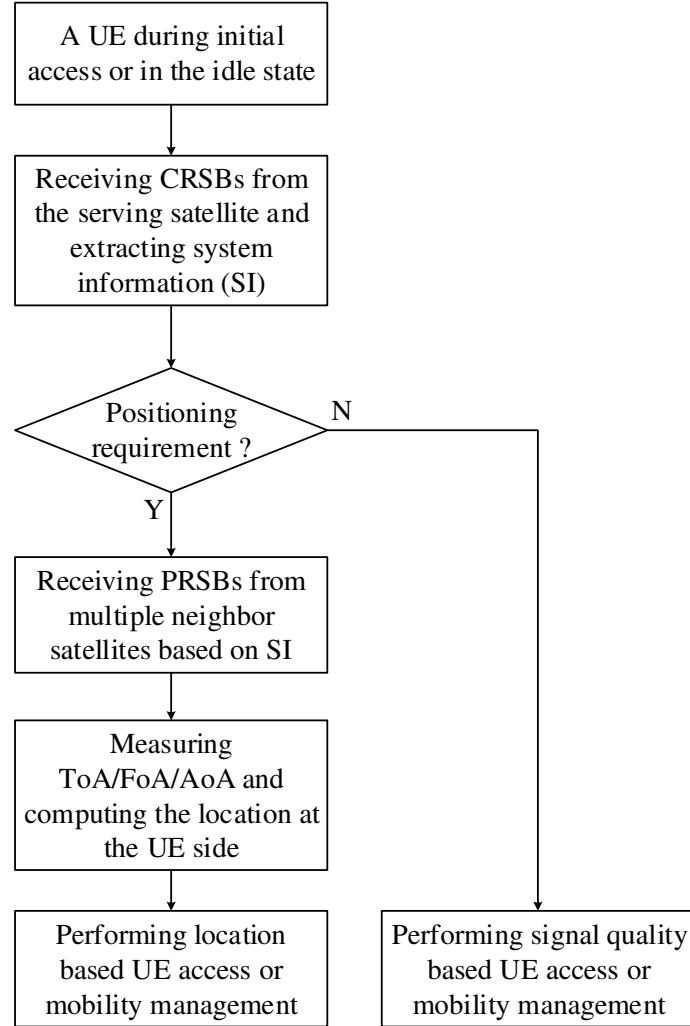 A UE during initial
access or in the idle state
Receiving CRSBs from
the serving satellite and
extracting system
information (SI)
Positioning
requirement ?
N
Y
Receiving PRSBs from
multiple neighbor
satellites based on SI
Measuring
ToA/FoA/AoA and
computing the location at
the UE side
Performing location
based UE access or
mobility management
Performing signal quality
based UE access or
mobility management